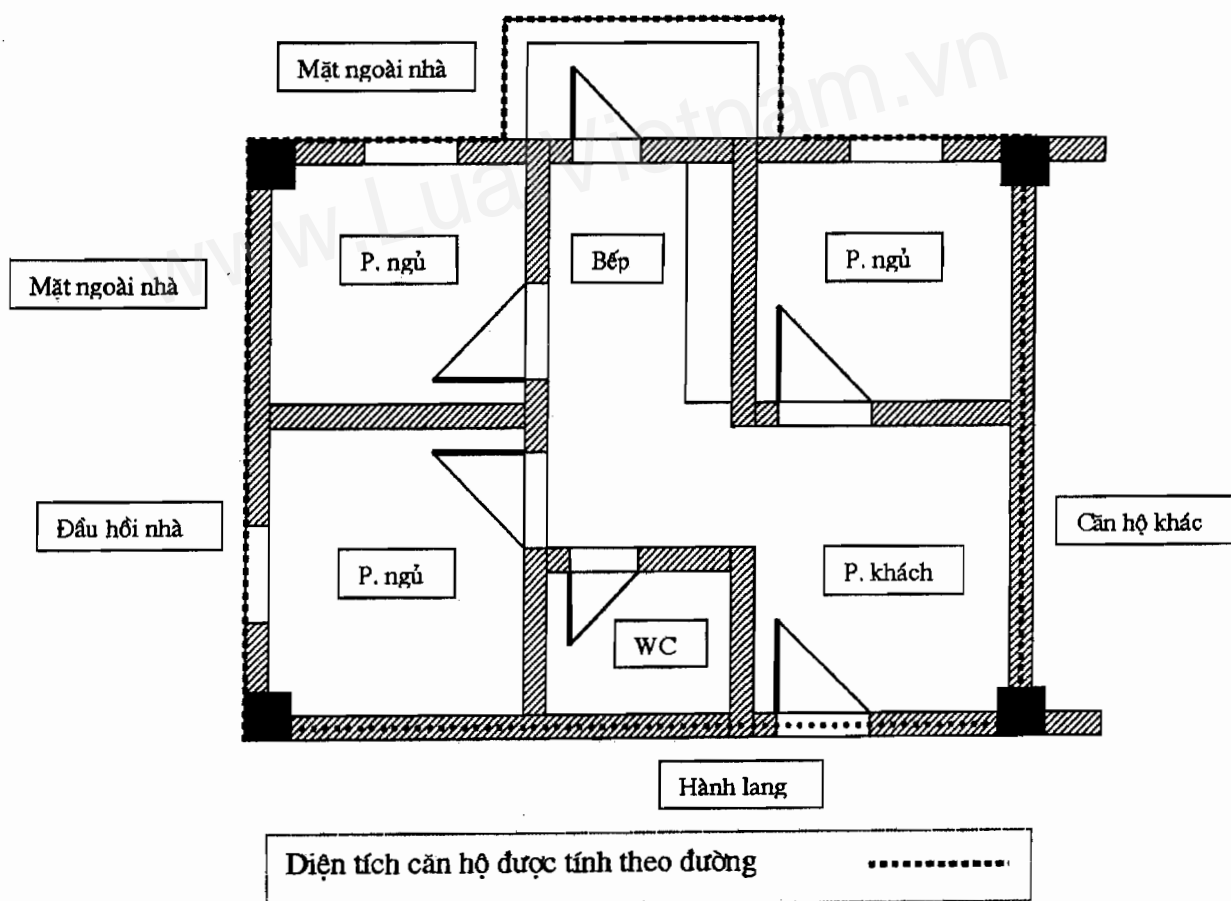 Mặt ngoài nhà
www.LuatVietnam.vn
P. ngủ
Bếp
P. ngủ
Mặt ngoài nhà
Đầu hồi nhà
Căn hộ khác
P. ngủ
P. khách
WC
Hành lang
Diện tích căn hộ được tính theo đường